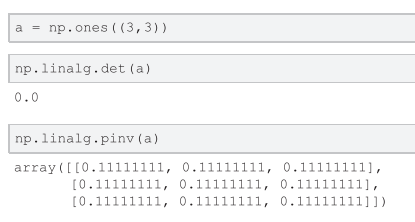 a = np.ones((3,3))
np.linalg.det(a)
0.0
np.linalg.pinv(a)
array([[0.11111111, 0.11111111, 0.11111111],
       [0.11111111, 0.11111111, 0.11111111],
       [0.11111111, 0.11111111, 0.11111111]])